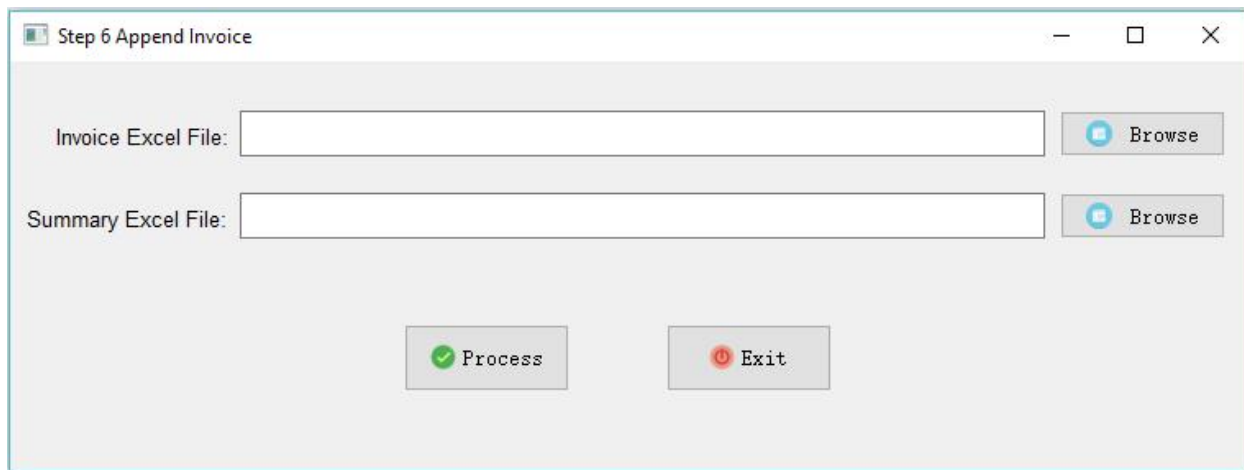 Step 6 Append Invoice
Invoice Excel File:
Browse
Summary Excel File:
Browse
Process
Exit